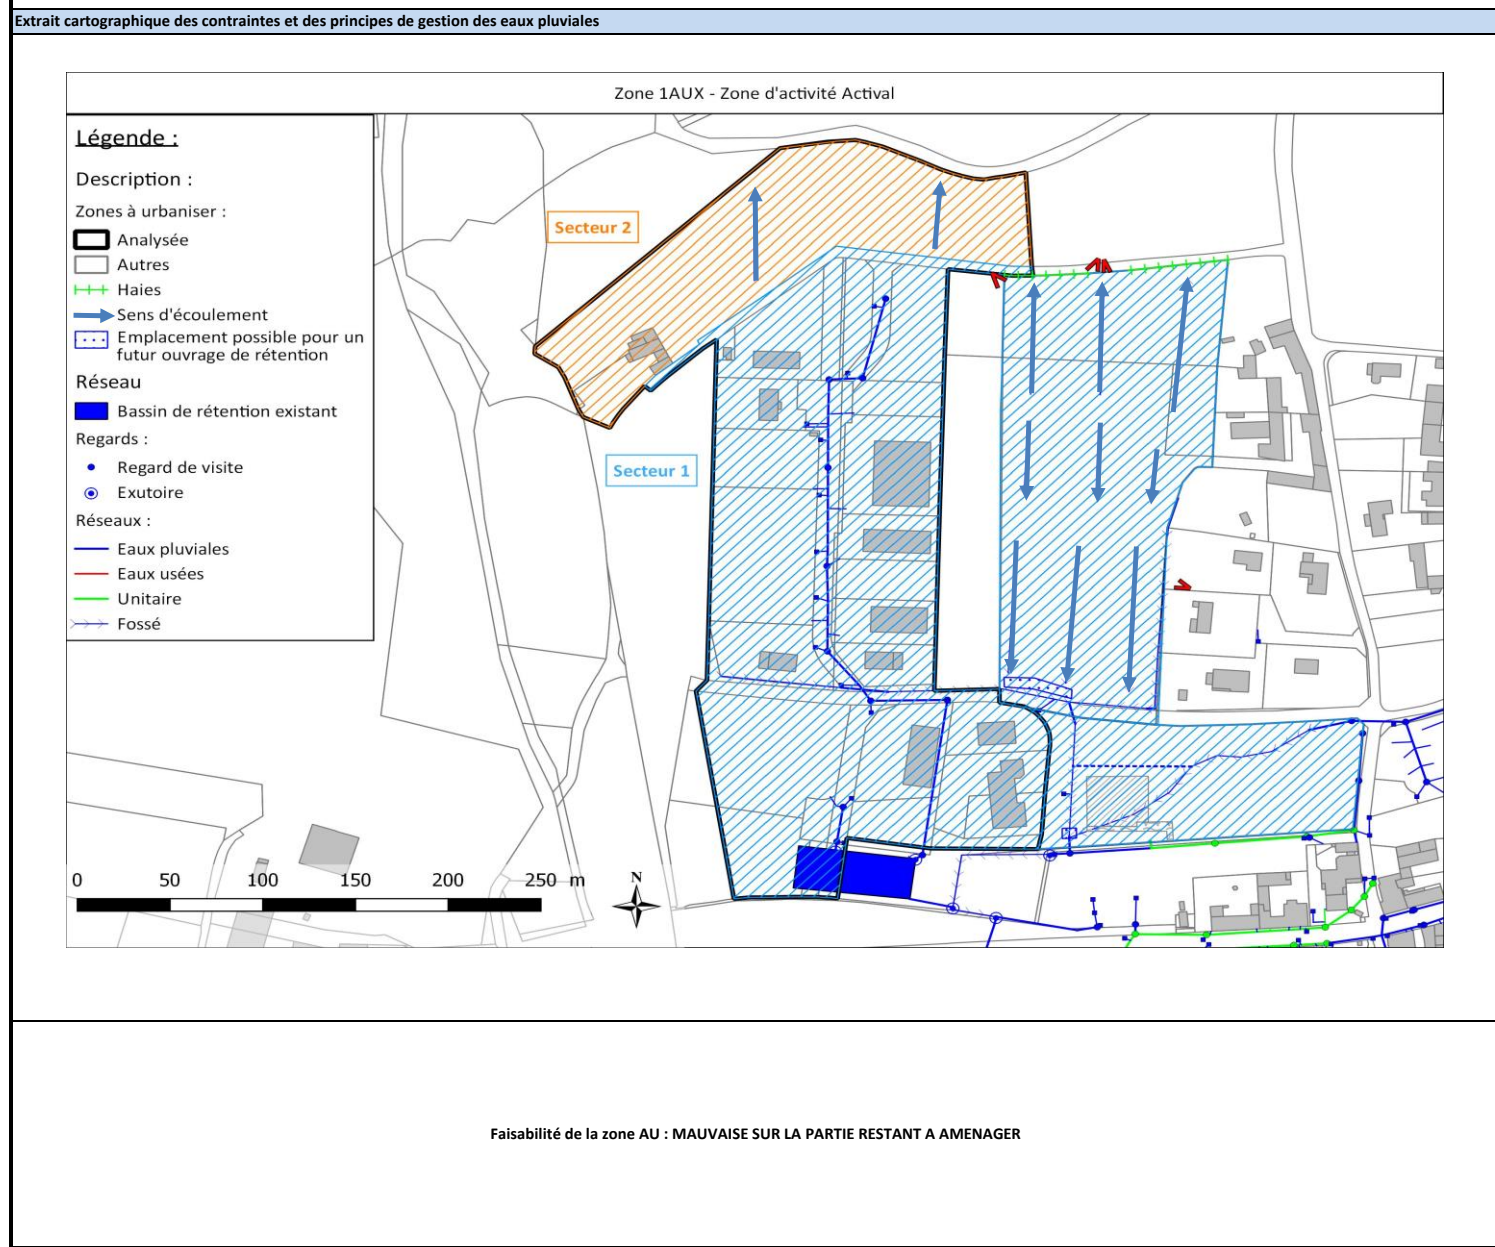 Extrait cartographique des contraintes et des principes de gestion des eaux pluviales
Zone 1AUX - Zone d'activité Actival
Légende :
Description :
Zones à urbaniser :
Analysée
Autres
Haies
Sens d'écoulement
Emplacement possible pour un
futur ouvrage de rétention
Réseau
Bassin de rétention existant
Regards :
Regard de visite
Exutoire
Réseaux :
Eaux pluviales
Eaux usées
Unitaire
Fossé
Secteur 2
Secteur 1
0 50 100 150 200 250 m
N
Faisabilité de la zone AU : MAUVAISE SUR LA PARTIE RESTANT A AMENAGER